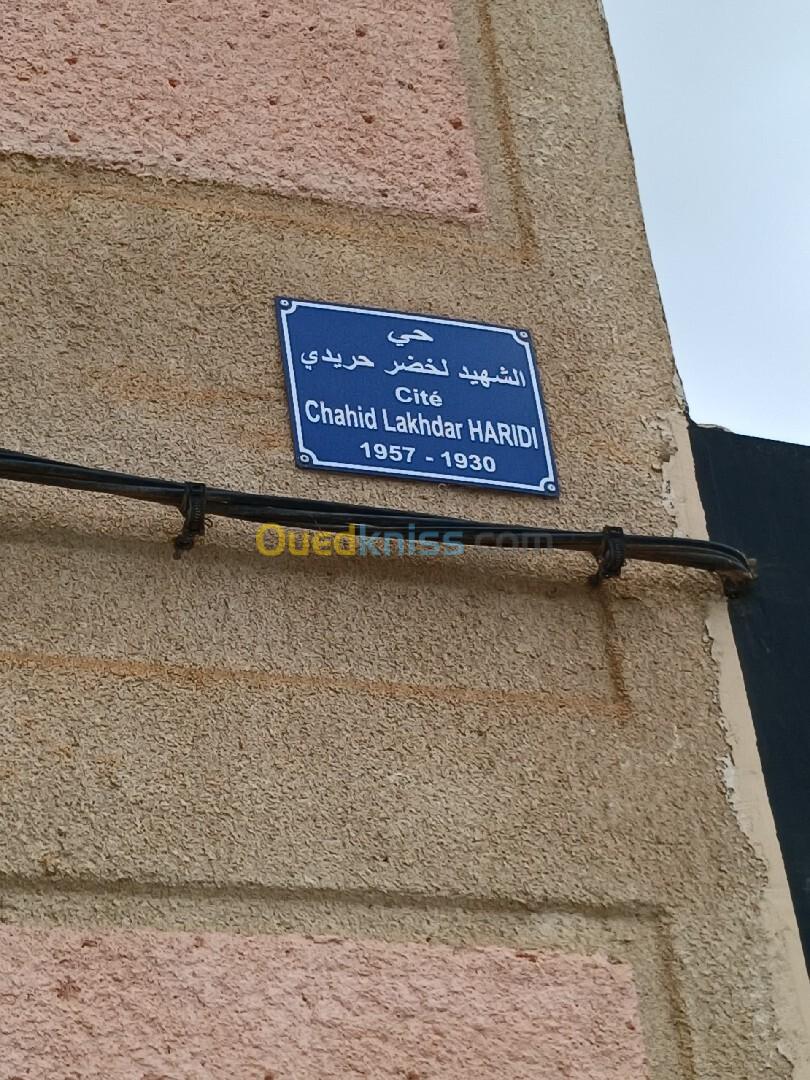 حي
الشهيد لخضر حريدي
Cité
Chahid Lakhdar HARIDI
1957 - 1930
Ouedkniss.com